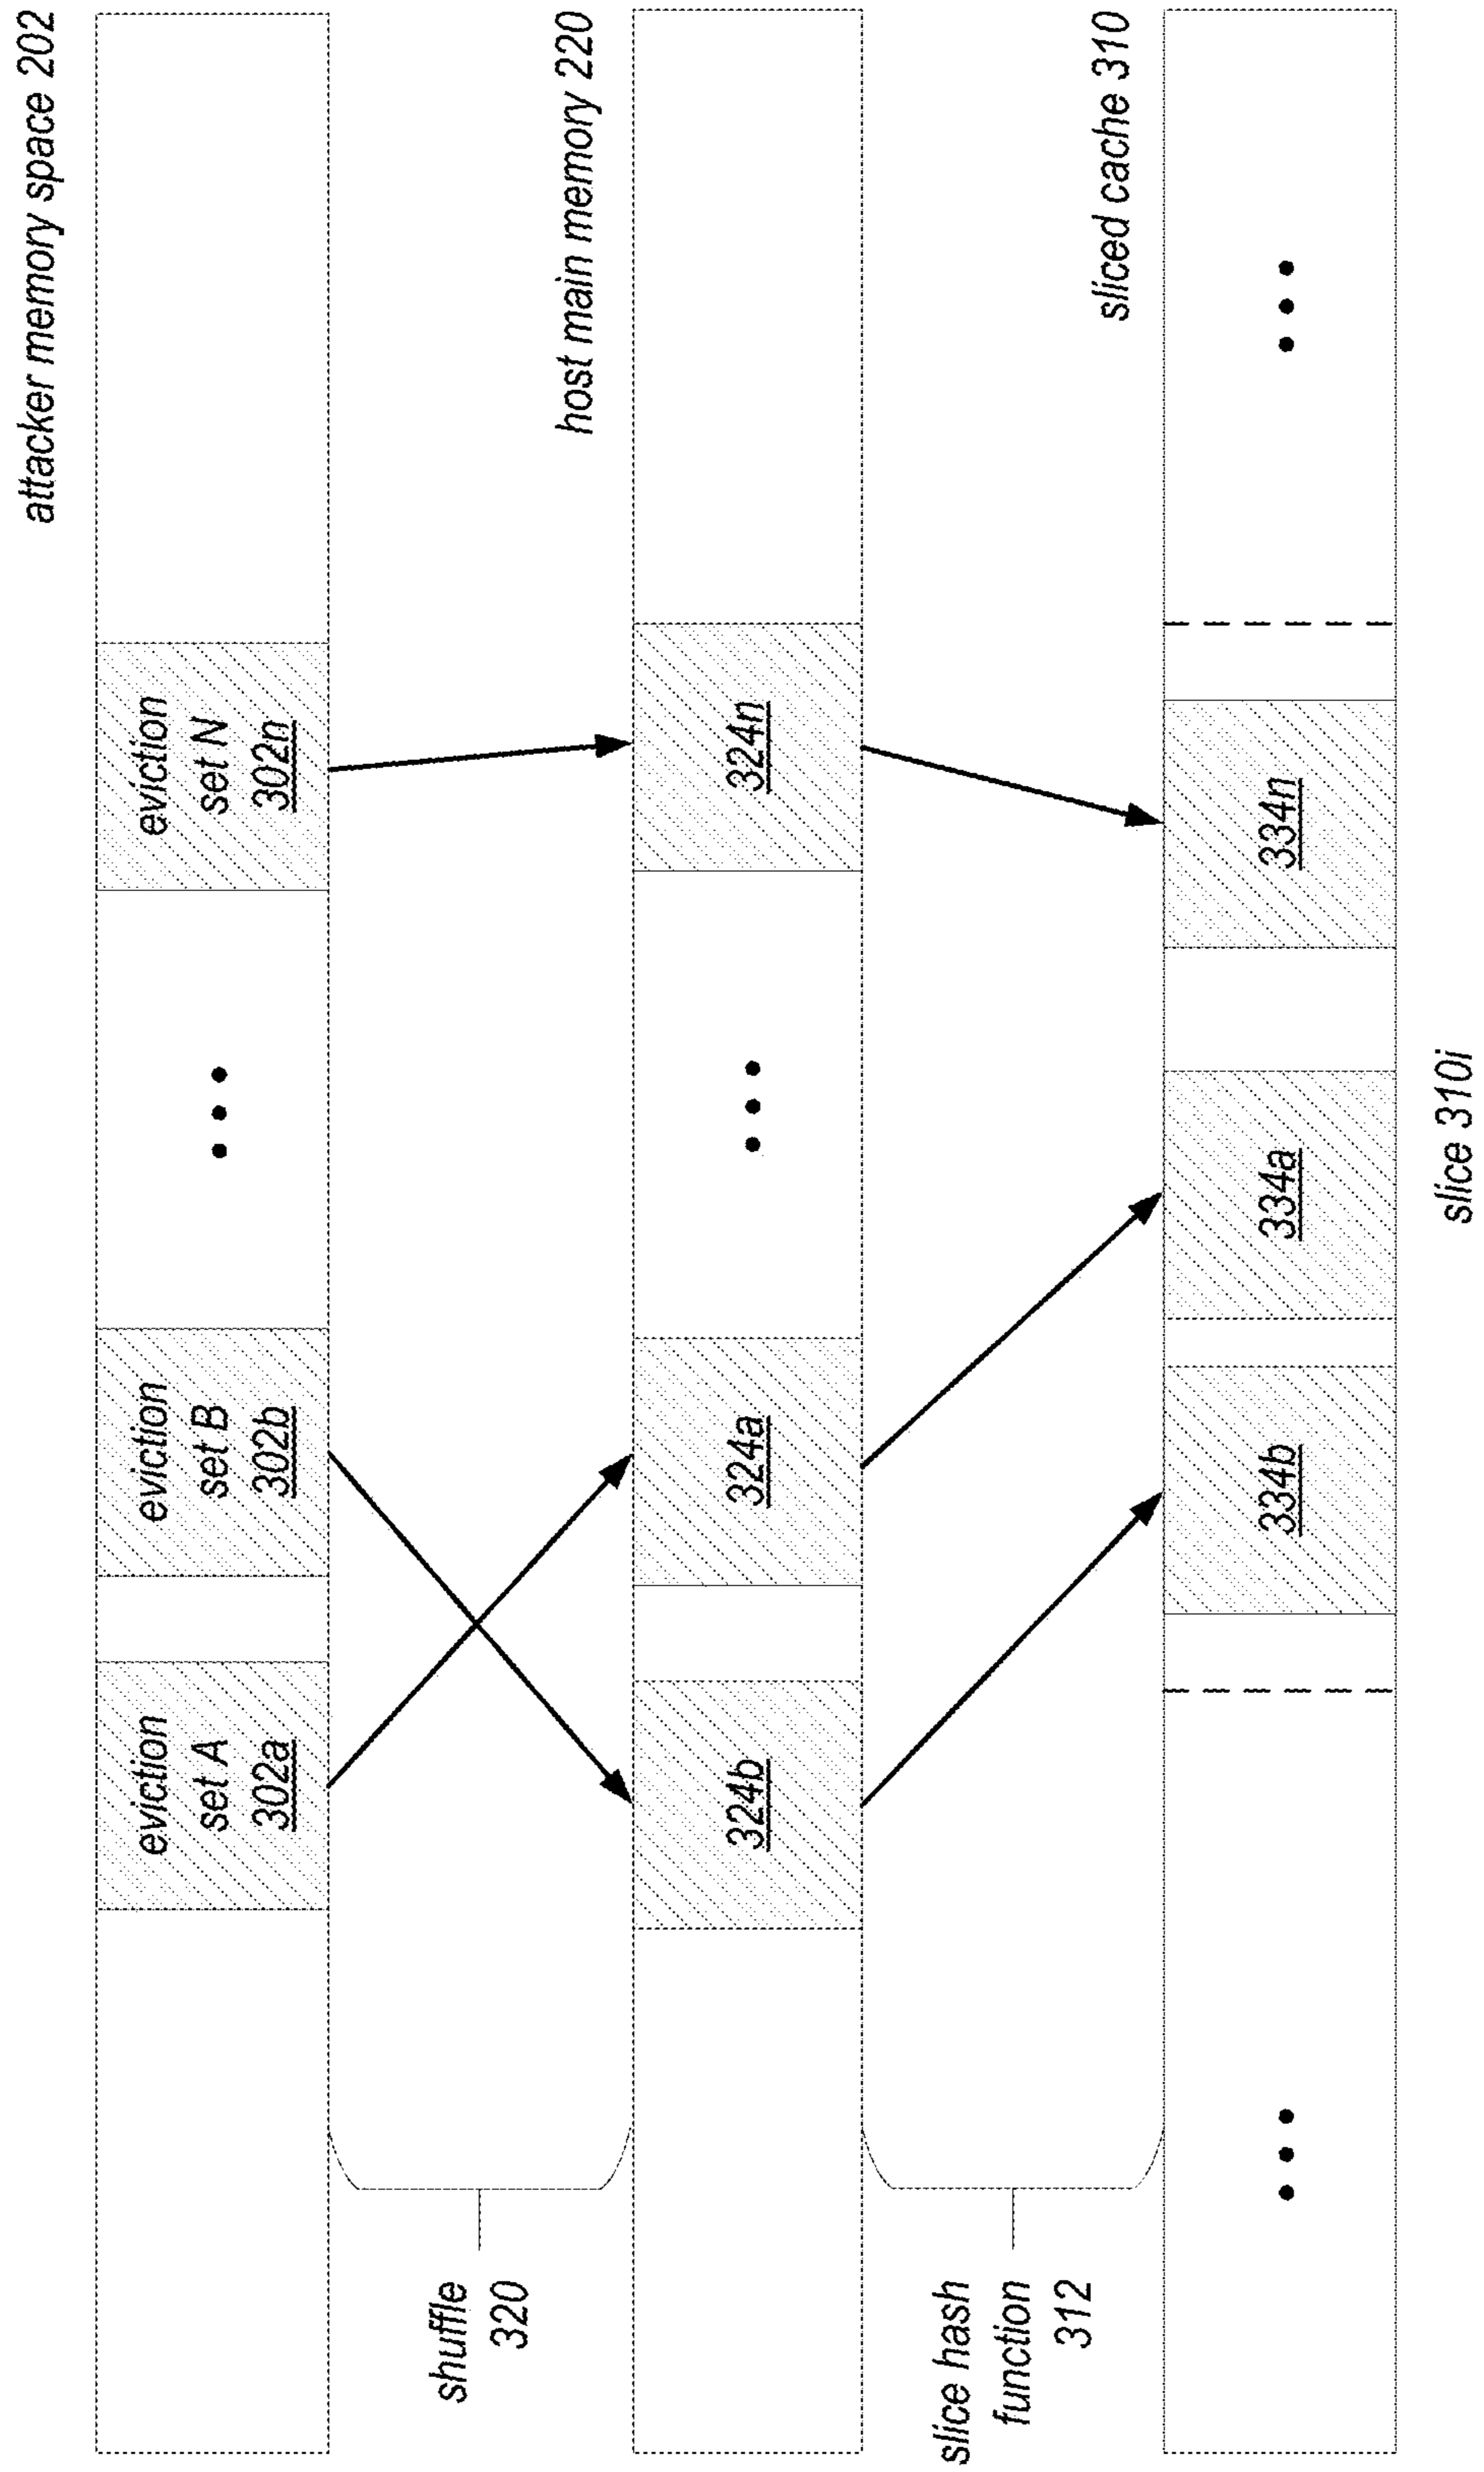 attacker memory space 202
eviction
set A
302a
eviction
set B
302b
eviction
set N
302n
shuffle
320
host main memory 220
324b
324a
324n
slice hash
function
312
sliced cache 310
334b
334a
334n
slice 310i